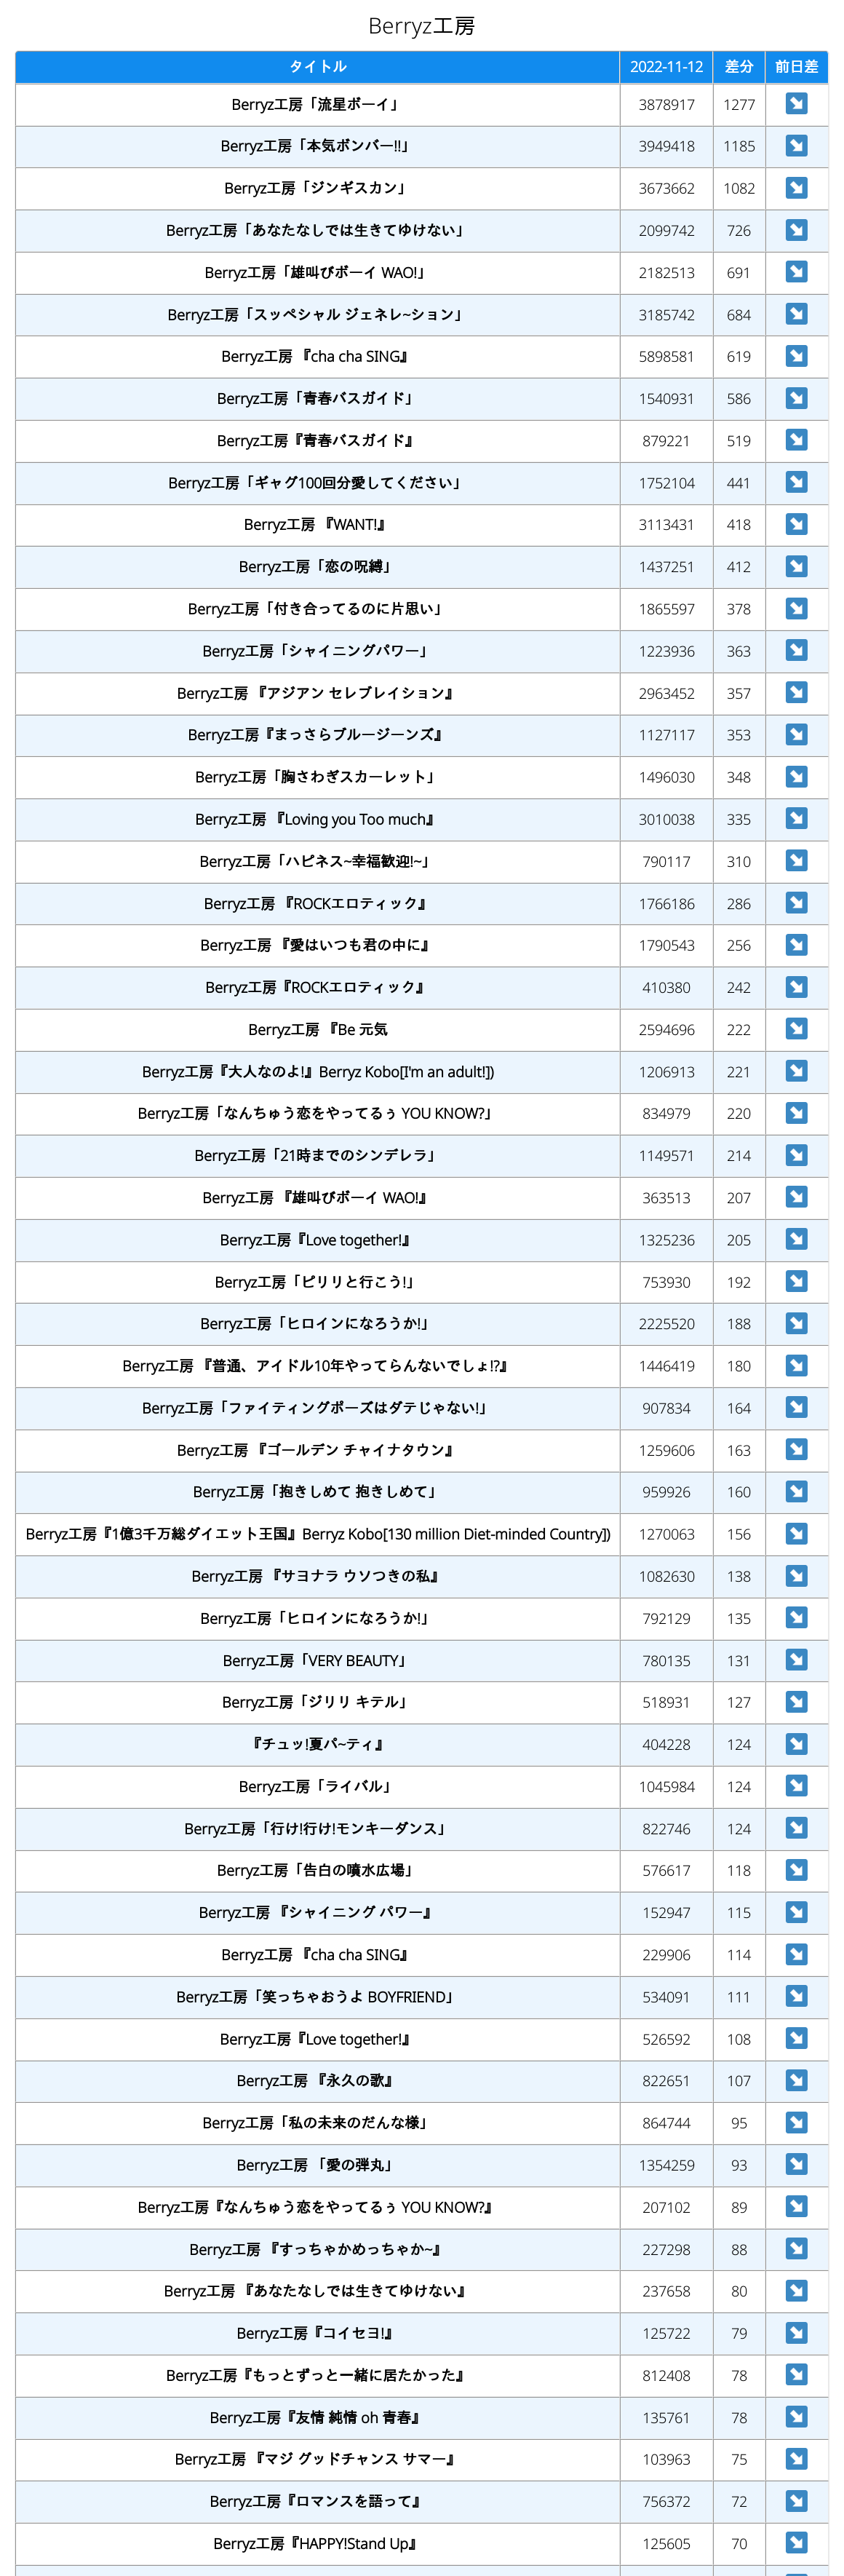 Berryz工房
タイトル 2022-11-12 差分 前日差
Berryz工房「流星ボーイ」 3878917 1277
Berryz工房「本気ボンバー!!」 3949418 1185
Berryz工房「ジンギスカン」 3673662 1082
Berryz工房「あなたなしでは生きてゆけない」 2099742 726
Berryz工房「雄叫びボーイ WAO!」 2182513 691
Berryz工房「スッペシャル ジェネレ~ション」 3185742 684
Berryz工房 『cha cha SING』 5898581 619
Berryz工房「青春バスガイド」 1540931 586
Berryz工房『青春バスガイド』 879221 519
Berryz工房「ギャグ100回分愛してください」 1752104 441
Berryz工房 『WANT!』 3113431 418
Berryz工房「恋の呪縛」 1437251 412
Berryz工房「付き合ってるのに片思い」 1865597 378
Berryz工房「シャイニングパワー」 1223936 363
Berryz工房 『アジアン セレブレイション』 2963452 357
Berryz工房『まっさらブルージーンズ』 1127117 353
Berryz工房「胸さわぎスカーレット」 1496030 348
Berryz工房 『Loving you Too much』 3010038 335
Berryz工房「ハピネス~幸福歓迎!~」 790117 310
Berryz工房 『ROCKエロティック』 1766186 286
Berryz工房 『愛はいつも君の中に』 1790543 256
Berryz工房『ROCKエロティック』 410380 242
Berryz工房 『Be 元気 2594696 222
Berryz工房『大人なのよ!』Berryz Kobo[I'm an adult!]) 1206913 221
Berryz工房「なんちゅう恋をやってるぅ YOU KNOW?」 834979 220
Berryz工房「21時までのシンデレラ」 1149571 214
Berryz工房 『雄叫びボーイ WAO!』 363513 207
Berryz工房『Love together!』 1325236 205
Berryz工房「ピリリと行こう!」 753930 192
Berryz工房「ヒロインになろうか!」 2225520 188
Berryz工房 『普通、アイドル10年やってらんないでしょ!?』 1446419 180
Berryz工房「ファイティングポーズはダテじゃない!」 907834 164
Berryz工房 『ゴールデン チャイナタウン』 1259606 163
Berryz工房「抱きしめて 抱きしめて」 959926 160
Berryz工房『1億3千万総ダイエット王国』Berryz Kobo[130 million Diet-minded Country]) 1270063 156
Berryz工房 『サヨナラ ウソつきの私』 1082630 138
Berryz工房「ヒロインになろうか!」 792129 135
Berryz工房「VERY BEAUTY」 780135 131
Berryz工房「ジリリ キテル」 518931 127
『チュッ!夏パ~ティ』 404228 124
Berryz工房「ライバル」 1045984 124
Berryz工房「行け!行け!モンキーダンス」 822746 124
Berryz工房「告白の噴水広場」 576617 118
Berryz工房 『シャイニング パワー』 152947 115
Berryz工房 『cha cha SING』 229906 114
Berryz工房「笑っちゃおうよ BOYFRIEND」 534091 111
Berryz工房『Love together!』 526592 108
Berryz工房 『永久の歌』 822651 107
Berryz工房「私の未来のだんな様」 864744 95
Berryz工房 「愛の弾丸」 1354259 93
Berryz工房『なんちゅう恋をやってるぅ YOU KNOW?』 207102 89
Berryz工房 『すっちゃかめっちゃか~』 227298 88
Berryz工房 『あなたなしでは生きてゆけない』 237658 80
Berryz工房『コイセヨ!』 125722 79
Berryz工房『もっとずっと一緒に居たかった』 812408 78
Berryz工房『友情 純情 oh 青春』 135761 78
Berryz工房 『マジ グッドチャンス サマー』 103963 75
Berryz工房『ロマンスを語って』 756372 72
Berryz工房『HAPPY!Stand Up』 125605 70